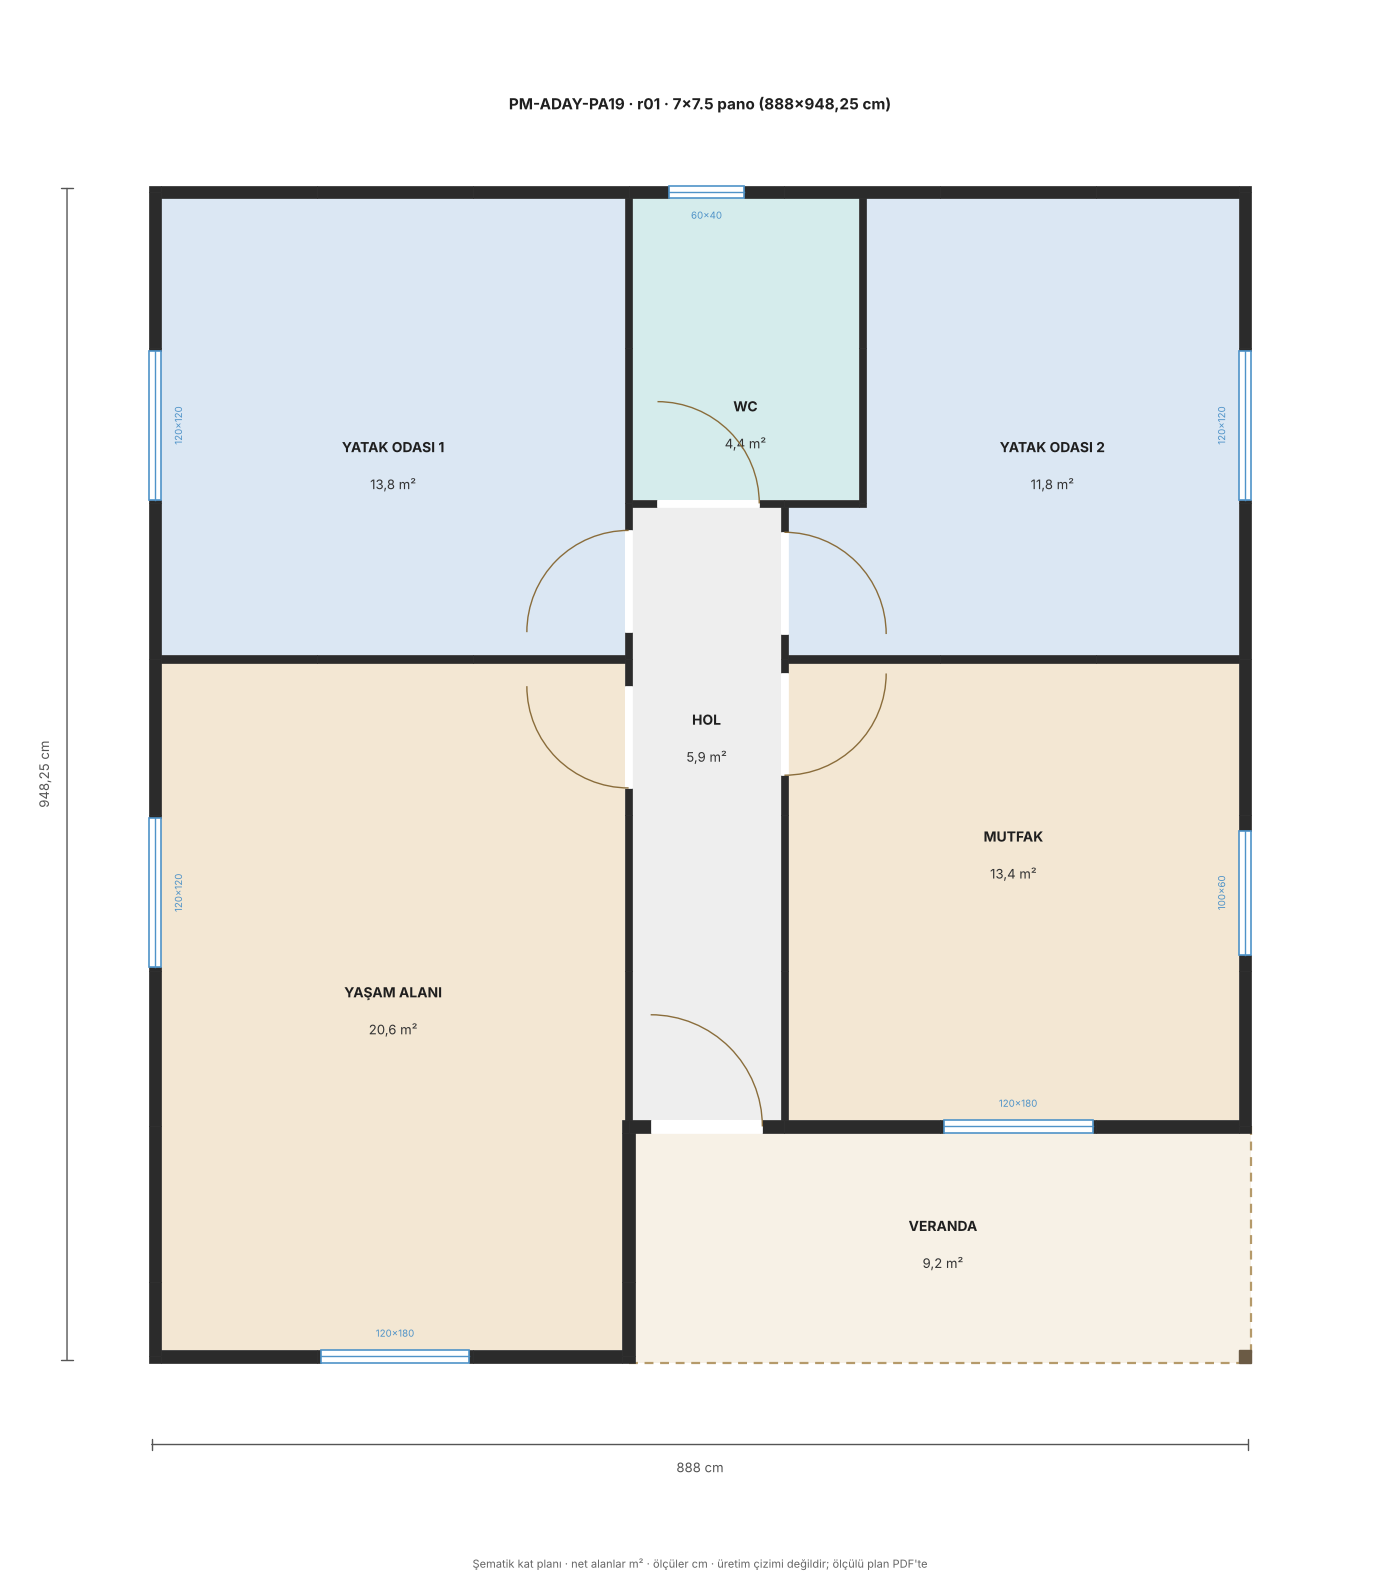 PM-ADAY-PA19 · r01 · 7×7.5 pano (888×948,25 cm)
60×40
120×120
YATAK ODASI 1
13,8 m²
WC
4,4 m²
YATAK ODASI 2
11,8 m²
120×120
948,25 cm
HOL
5,9 m²
120×120
MUTFAK
13,4 m²
100×60
YAŞAM ALANI
20,6 m²
120×180
VERANDA
9,2 m²
120×180
888 cm
Şematik kat planı · net alanlar m² · ölçüler cm · üretim çizimi değildir; ölçülü plan PDF'te